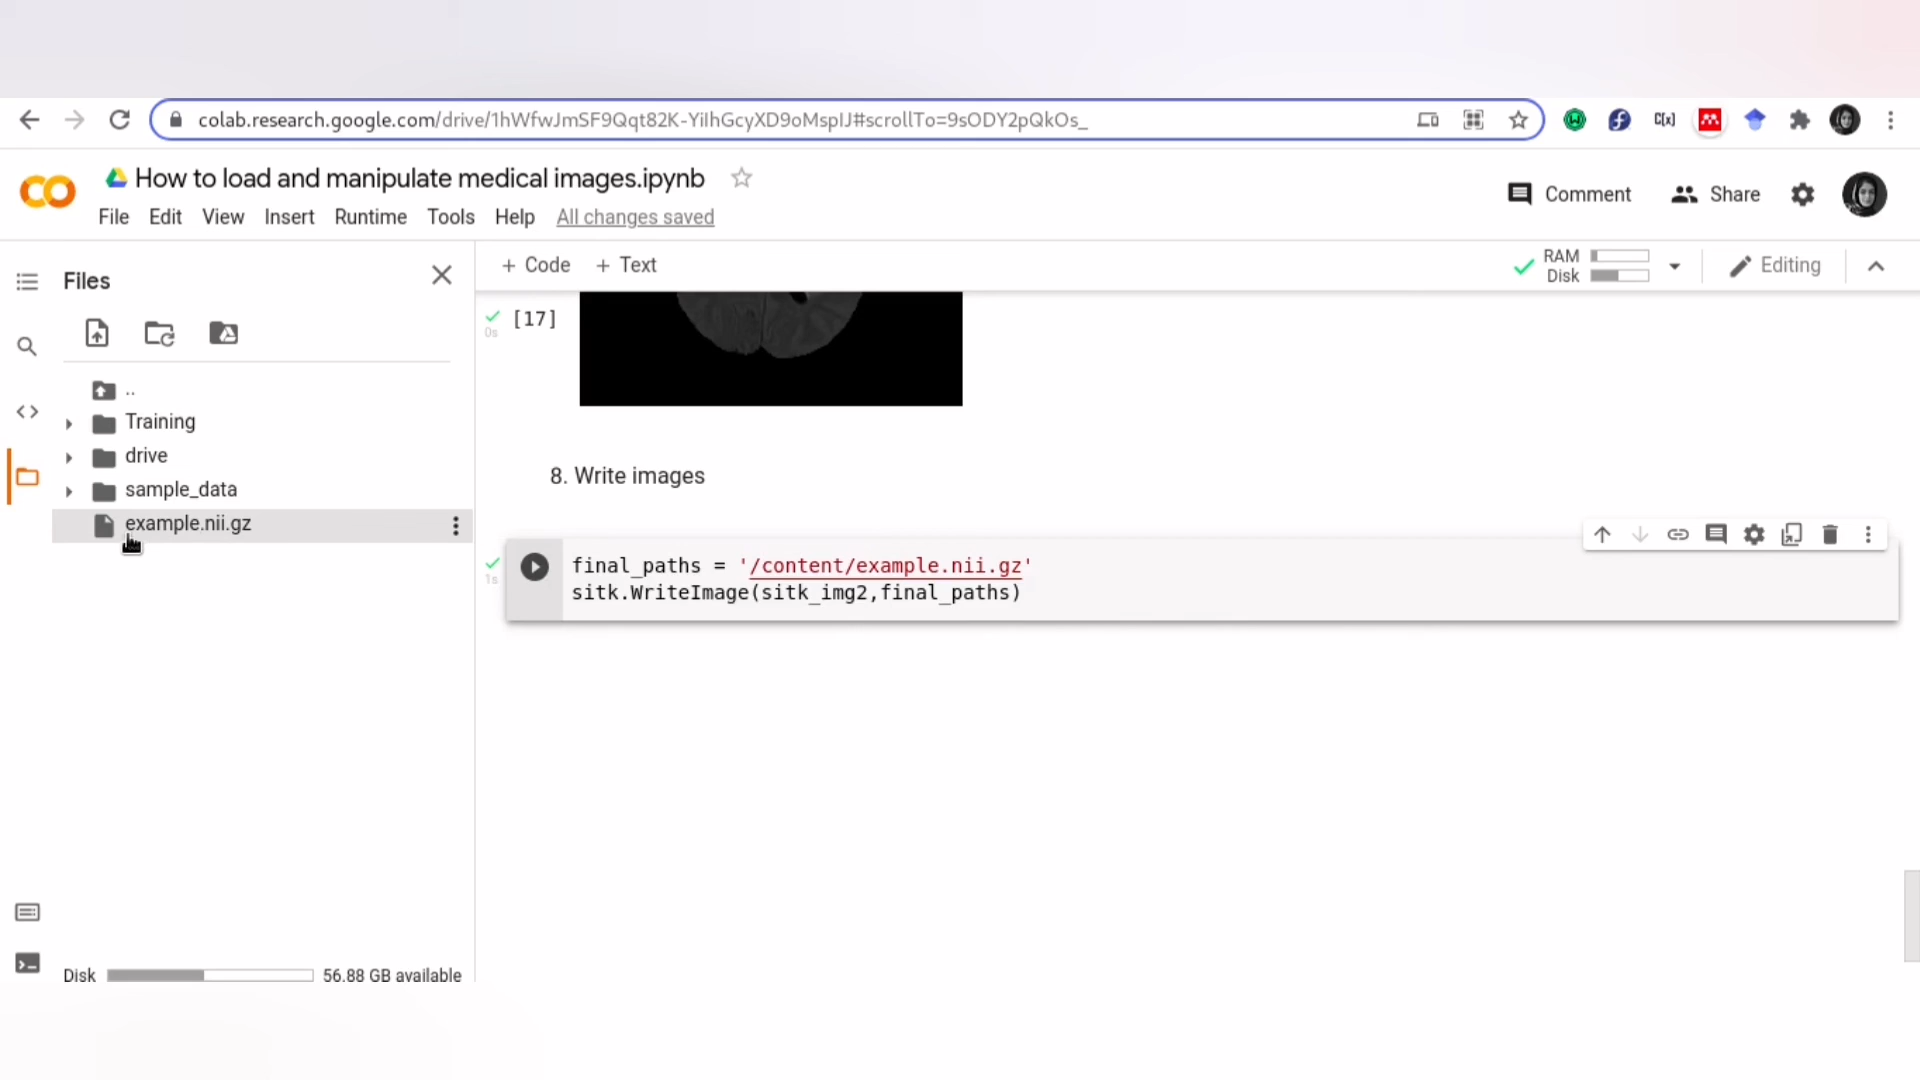 colab.research.google.com/drive/1hWfwJmSF9Qqt82K-YiIhGcyXD9oMspIJ#scrollTo=9sODY2pQkOs_
How to load and manipulate medical images.ipynb
File Edit View Insert Runtime Tools Help All changes saved
Comment Share
Files
+ Code + Text
RAM
Disk
Editing
[17]
0s
..
Training
drive
sample_data
example.nii.gz
8. Write images
1s
final_paths = '/content/example.nii.gz'
sitk.WriteImage(sitk_img2,final_paths)
Disk 56.88 GB available